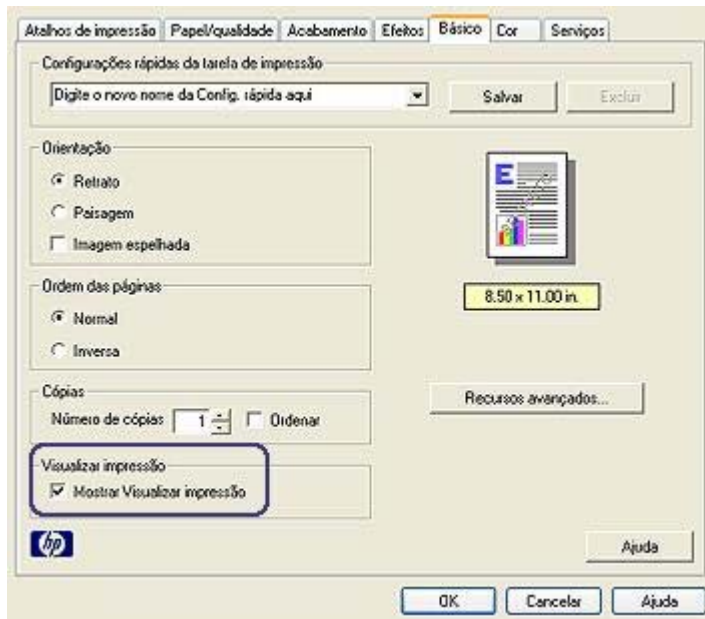 Atalhos de impressão Papel/qualidade Acabamento Efeitos Básico Cor Serviços
Configurações rápidas da tarefa de impressão
Digite o novo nome da Config. rápida aqui
Salvar Excluir
Orientação
Retrato
Paisagem
Imagem espelhada
E
8.50 x 11.00 in.
Ordem das páginas
Normal
Inversa
Cópias
Número de cópias 1 Ordenar
Recursos avançados...
Visualizar impressão
Mostrar Visualizar impressão
hp
Ajuda
OK Cancelar Ajuda